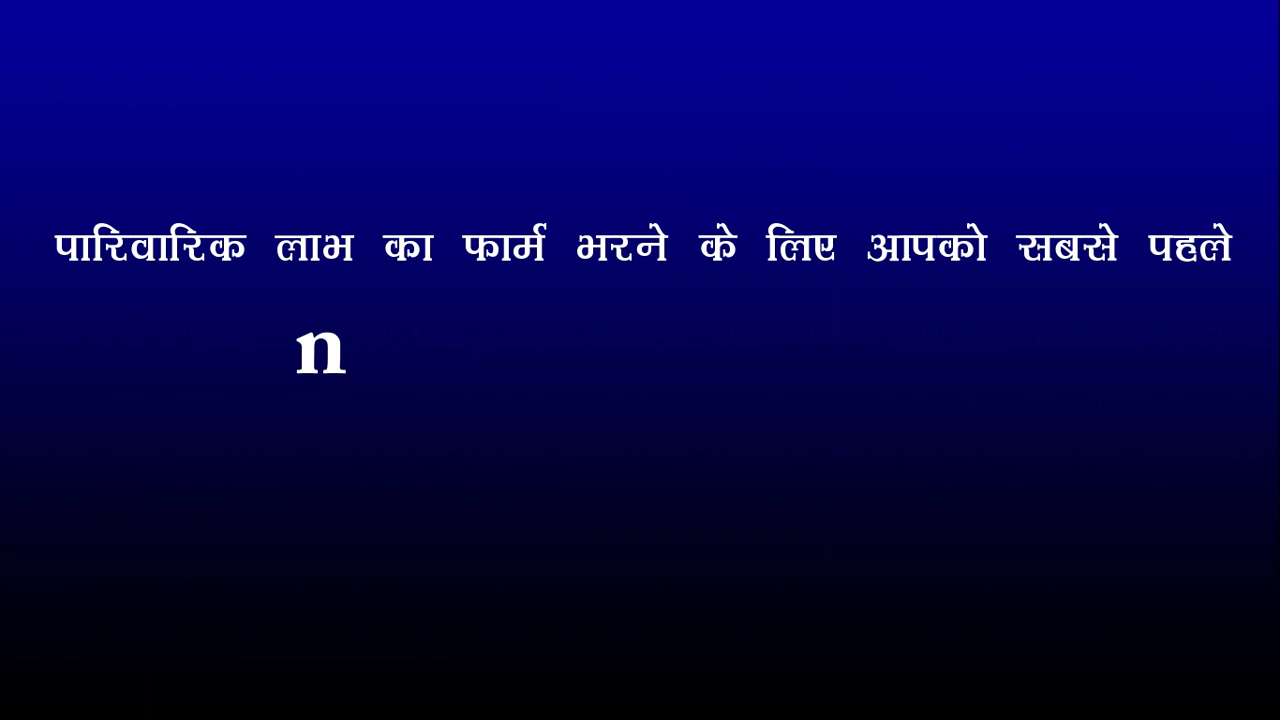 पारिवारिक लाभ का फार्म भरने के लिए आपको सबसे पहले
n